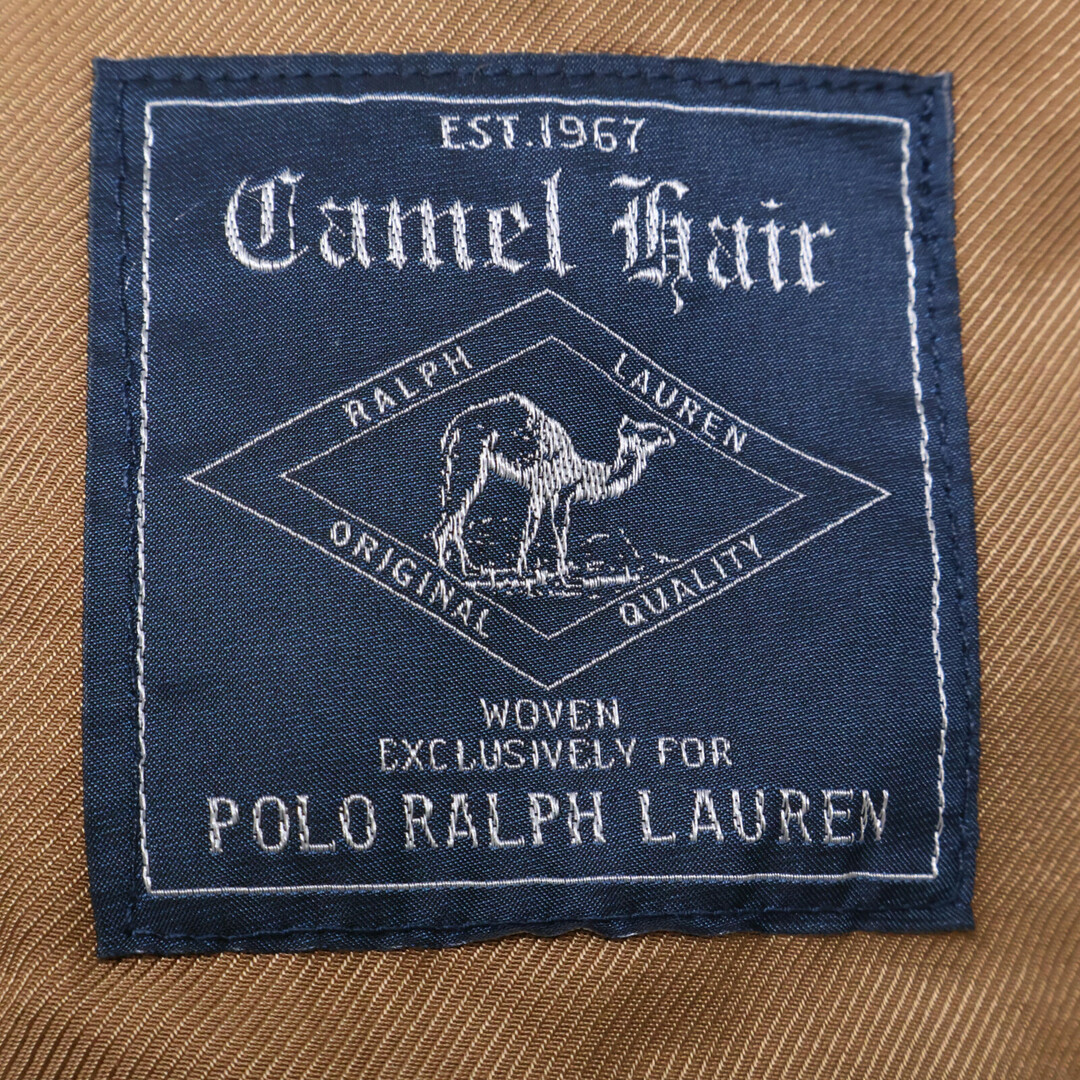 EST.1967
Camel Hair
RALPH LAUREN
ORIGINAL QUALITY
WOVEN
EXCLUSIVELY FOR
POLO RALPH LAUREN